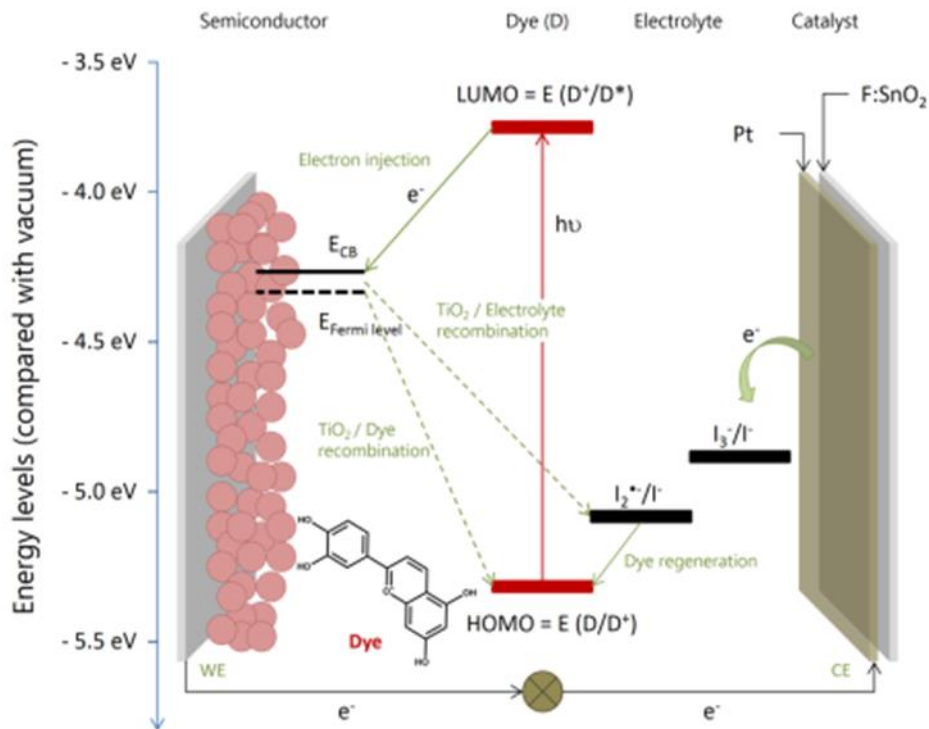 Semiconductor
Dye (D)
Electrolyte
Catalyst
Energy levels (compared with vacuum)
- 3.5 eV
- 4.0 eV
- 4.5 eV
- 5.0 eV
- 5.5 eV
LUMO = E (D⁺/D*)
F:SnO₂
Pt
Electron injection
e⁻
hυ
E_CB
E_Fermi level
TiO₂ / Electrolyte
recombination
e⁻
TiO₂ / Dye
recombination
I₃⁻/I⁻
I₂•⁻/I⁻
Dye regeneration
HO
HO
O⁺
OH
HO
Dye
HOMO = E (D/D⁺)
WE
CE
e⁻
e⁻